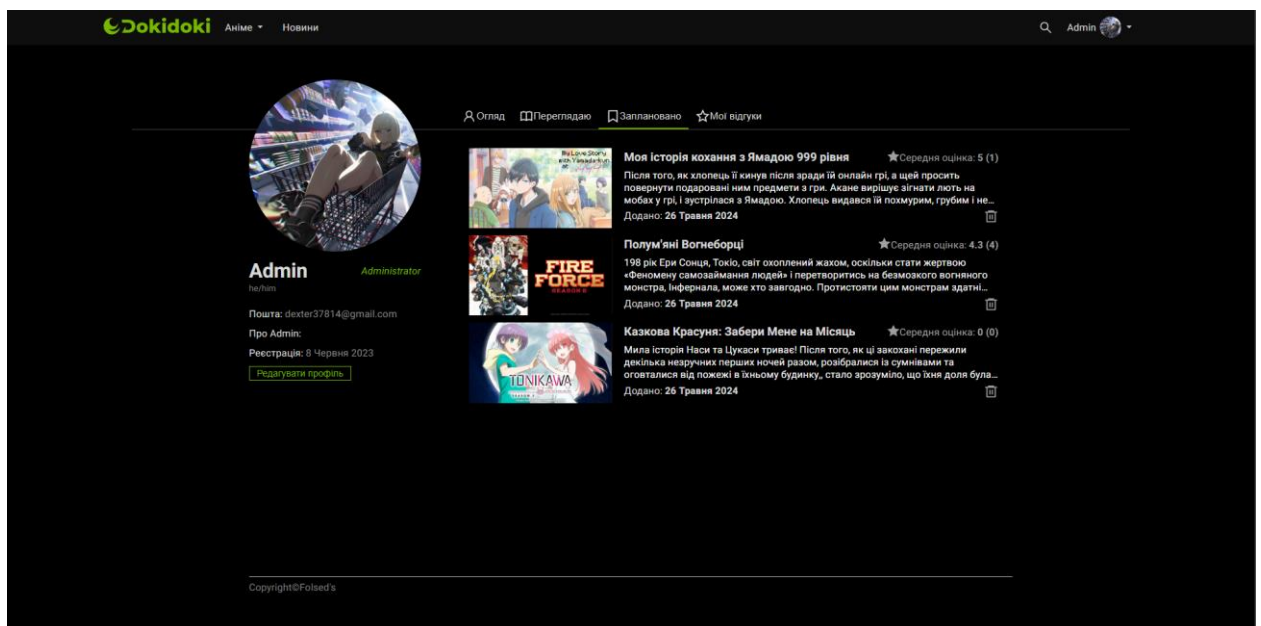 Dokidoki Аніме Новини Admin
Огляд Переглядаю Заплановано Мої відгуки
Admin Administrator
he/him
Пошта: dexter37814@gmail.com
Про Admin:
Реєстрація: 8 Червня 2023
Редагувати профіль
My Love Story
with Yamada-kun
Моя історія кохання з Ямадою 999 рівня Середня оцінка: 5 (1)
Після того, як хлопець її кинув після зради їй онлайн грі, а щей просить
повернути подаровані ним предмети з гри. Акане вирішує зігнати лють на
мобах у грі, і зустрілася з Ямадою. Хлопець видався їй похмурим, грубим і не...
Додано: 26 Травня 2024
FIRE
FORCE
SEASON 2
Полум'яні Вогнеборці Середня оцінка: 4.3 (4)
198 рік Ери Сонця, Токіо, світ охоплений жахом, оскільки стати жертвою
«Феномену самозаймання людей» і перетворитись на безмозкого вогняного
монстра, Інфернала, може хто завгодно. Протистояти цим монстрам здатні...
Додано: 26 Травня 2024
TONIKAWA
Казкова Красуня: Забери Мене на Місяць Середня оцінка: 0 (0)
Мила історія Наси та Цукаси триває! Після того, як ці закохані пережили
декілька незручних перших ночей разом, розібралися із сумнівами та
оговталися від пожежі в їхньому будинку,, стало зрозуміло, що їхня доля була...
Додано: 26 Травня 2024
Copyright©Folsed's